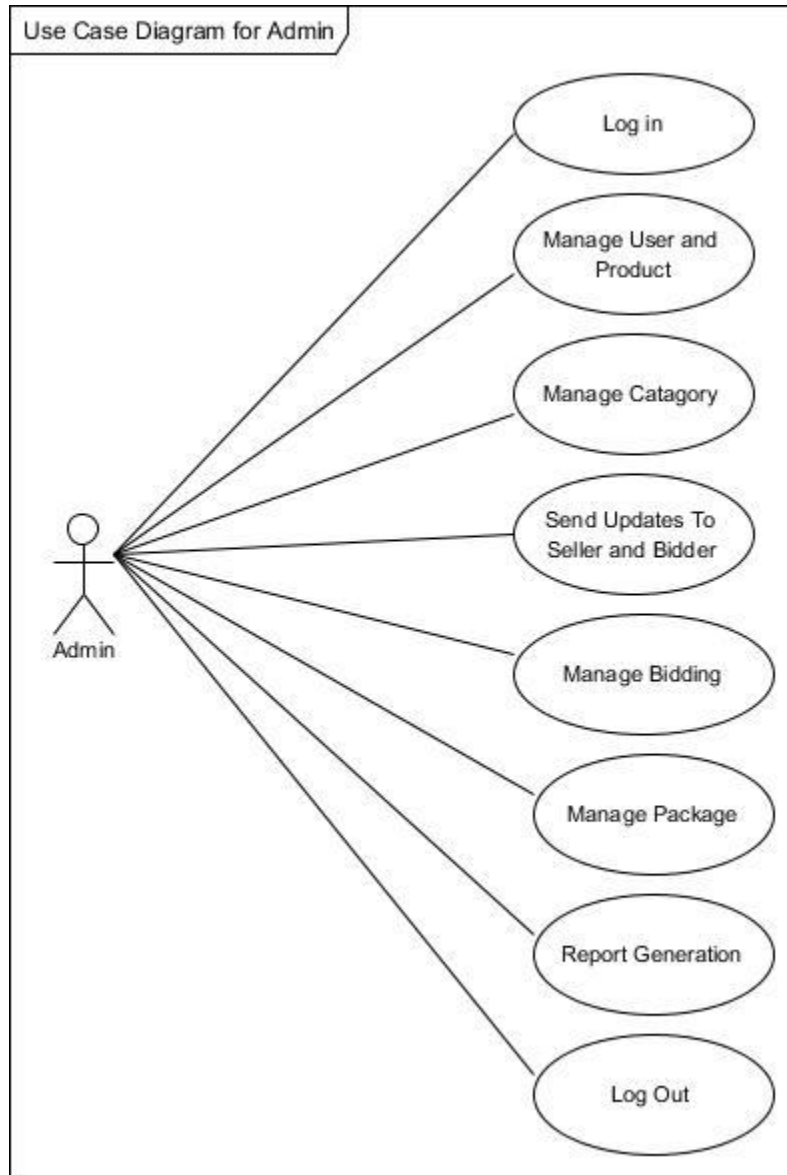 Use Case Diagram for Admin
Log in
Manage User and
Product
Manage Catagory
Send Updates To
Seller and Bidder
Admin
Manage Bidding
Manage Package
Report Generation
Log Out